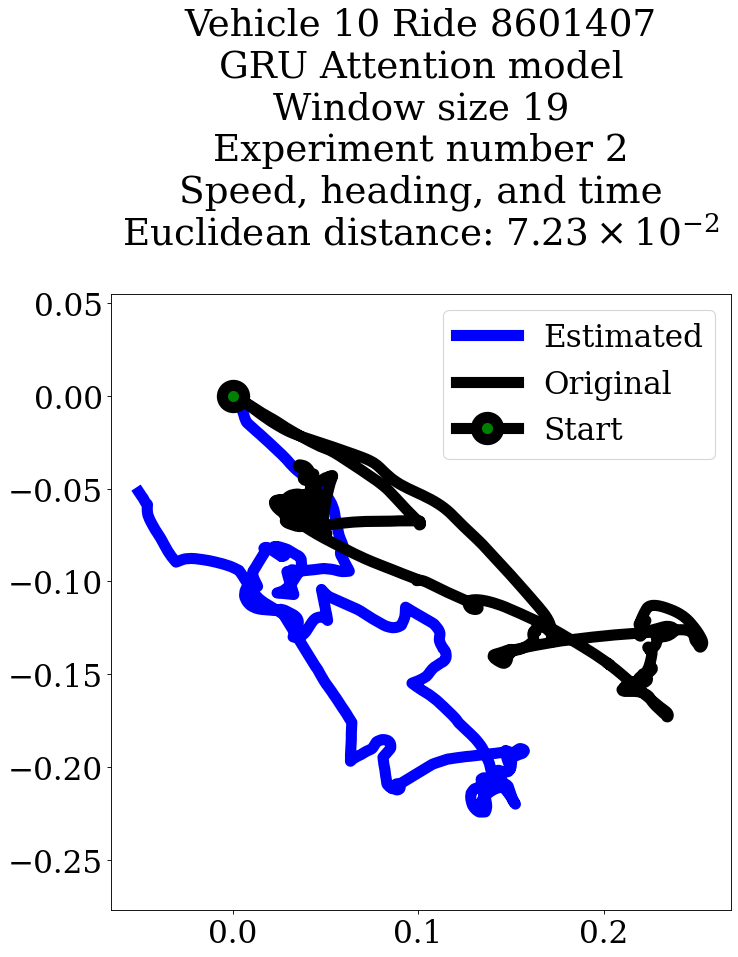 Vehicle 10 Ride 8601407
GRU Attention model
Window size 19
Experiment number 2
Speed, heading, and time
Euclidean distance: 7.23 × 10⁻²
Estimated
Original
Start
0.05
0.00
−0.05
−0.10
−0.15
−0.20
−0.25
0.0 0.1 0.2